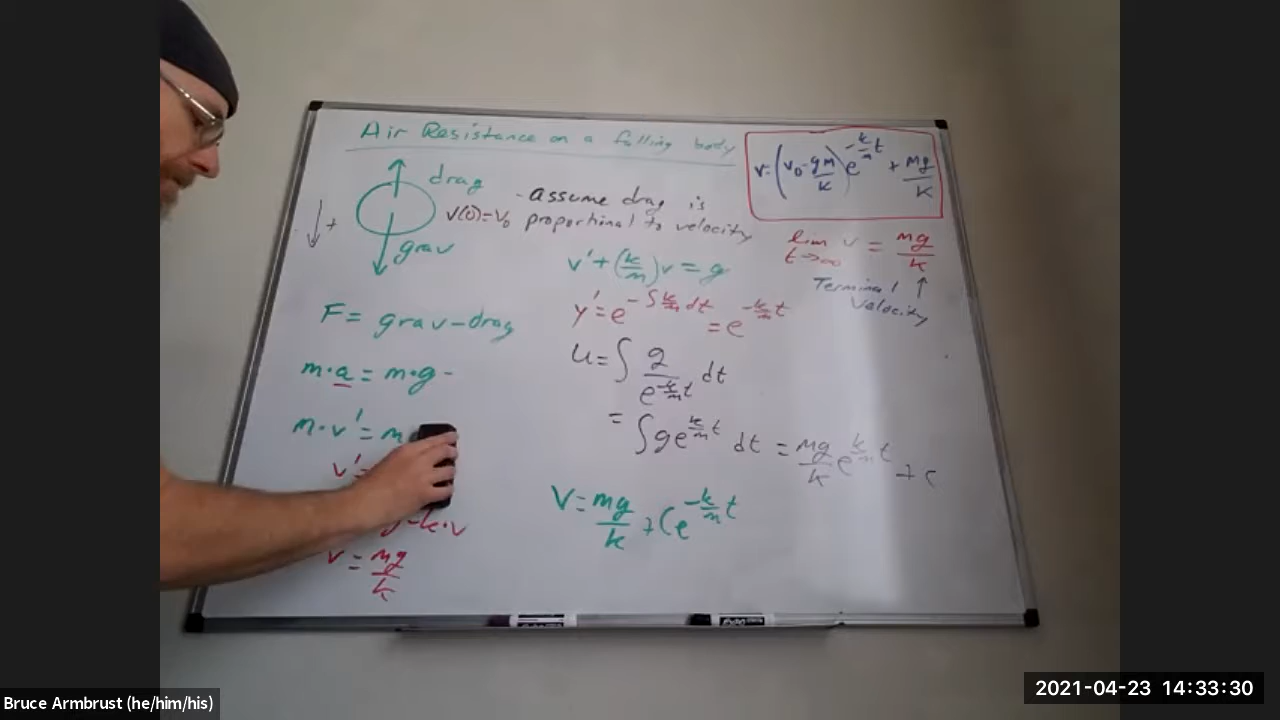 Air Resistance on a falling body
drag
grav
+
- assume drag is
proportional to velocity
v(0)=v₀
F = grav-drag
m·a = m·g -
m·v' = m
v' =
g-k·v
v = mg/k
v' + (k/m)v = g
y' = e^(-∫k/m dt) = e^(-k/m t)
u = ∫ g/e^(-k/m t) dt
= ∫ge^(k/m t) dt = mg/k e^(k/m t) + c
V = mg/k + Ce^(-k/m t)
v=(v₀-gm/k)e^(-k/m t) + mg/k
lim t→∞ v = mg/k
Terminal
velocity
Bruce Armbrust (he/him/his)
2021-04-23 14:33:30